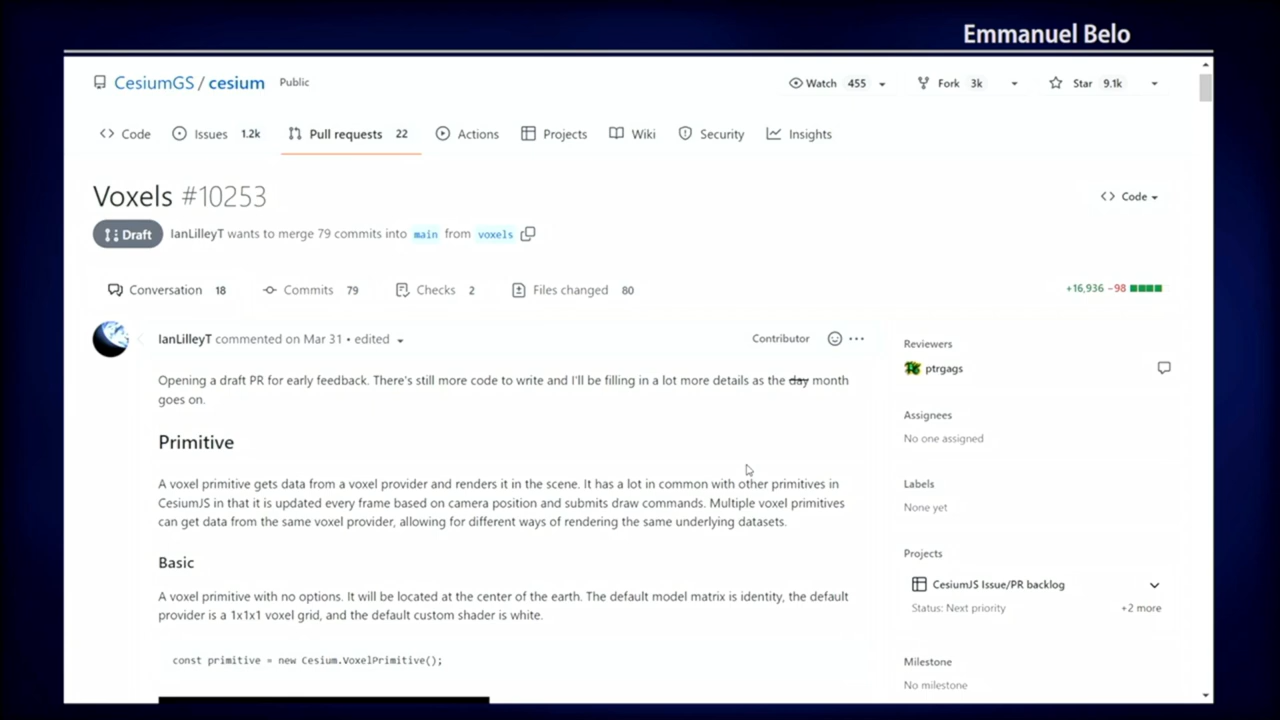 Emmanuel Belo
CesiumGS / cesium Public
Watch 455
Fork 3k
Star 9.1k
Code
Issues 1.2k
Pull requests 22
Actions
Projects
Wiki
Security
Insights
Voxels #10253
Code
Draft
IanLilleyT wants to merge 79 commits into main from voxels
Conversation 18
Commits 79
Checks 2
Files changed 80
+16,936 −98
IanLilleyT commented on Mar 31 • edited
Contributor
Opening a draft PR for early feedback. There's still more code to write and I'll be filling in a lot more details as the day month
goes on.
Primitive
A voxel primitive gets data from a voxel provider and renders it in the scene. It has a lot in common with other primitives in
CesiumJS in that it is updated every frame based on camera position and submits draw commands. Multiple voxel primitives
can get data from the same voxel provider, allowing for different ways of rendering the same underlying datasets.
Basic
A voxel primitive with no options. It will be located at the center of the earth. The default model matrix is identity, the default
provider is a 1x1x1 voxel grid, and the default custom shader is white.
const primitive = new Cesium.VoxelPrimitive();
Reviewers
ptrgags
Assignees
No one assigned
Labels
None yet
Projects
CesiumJS Issue/PR backlog
Status: Next priority
+2 more
Milestone
No milestone